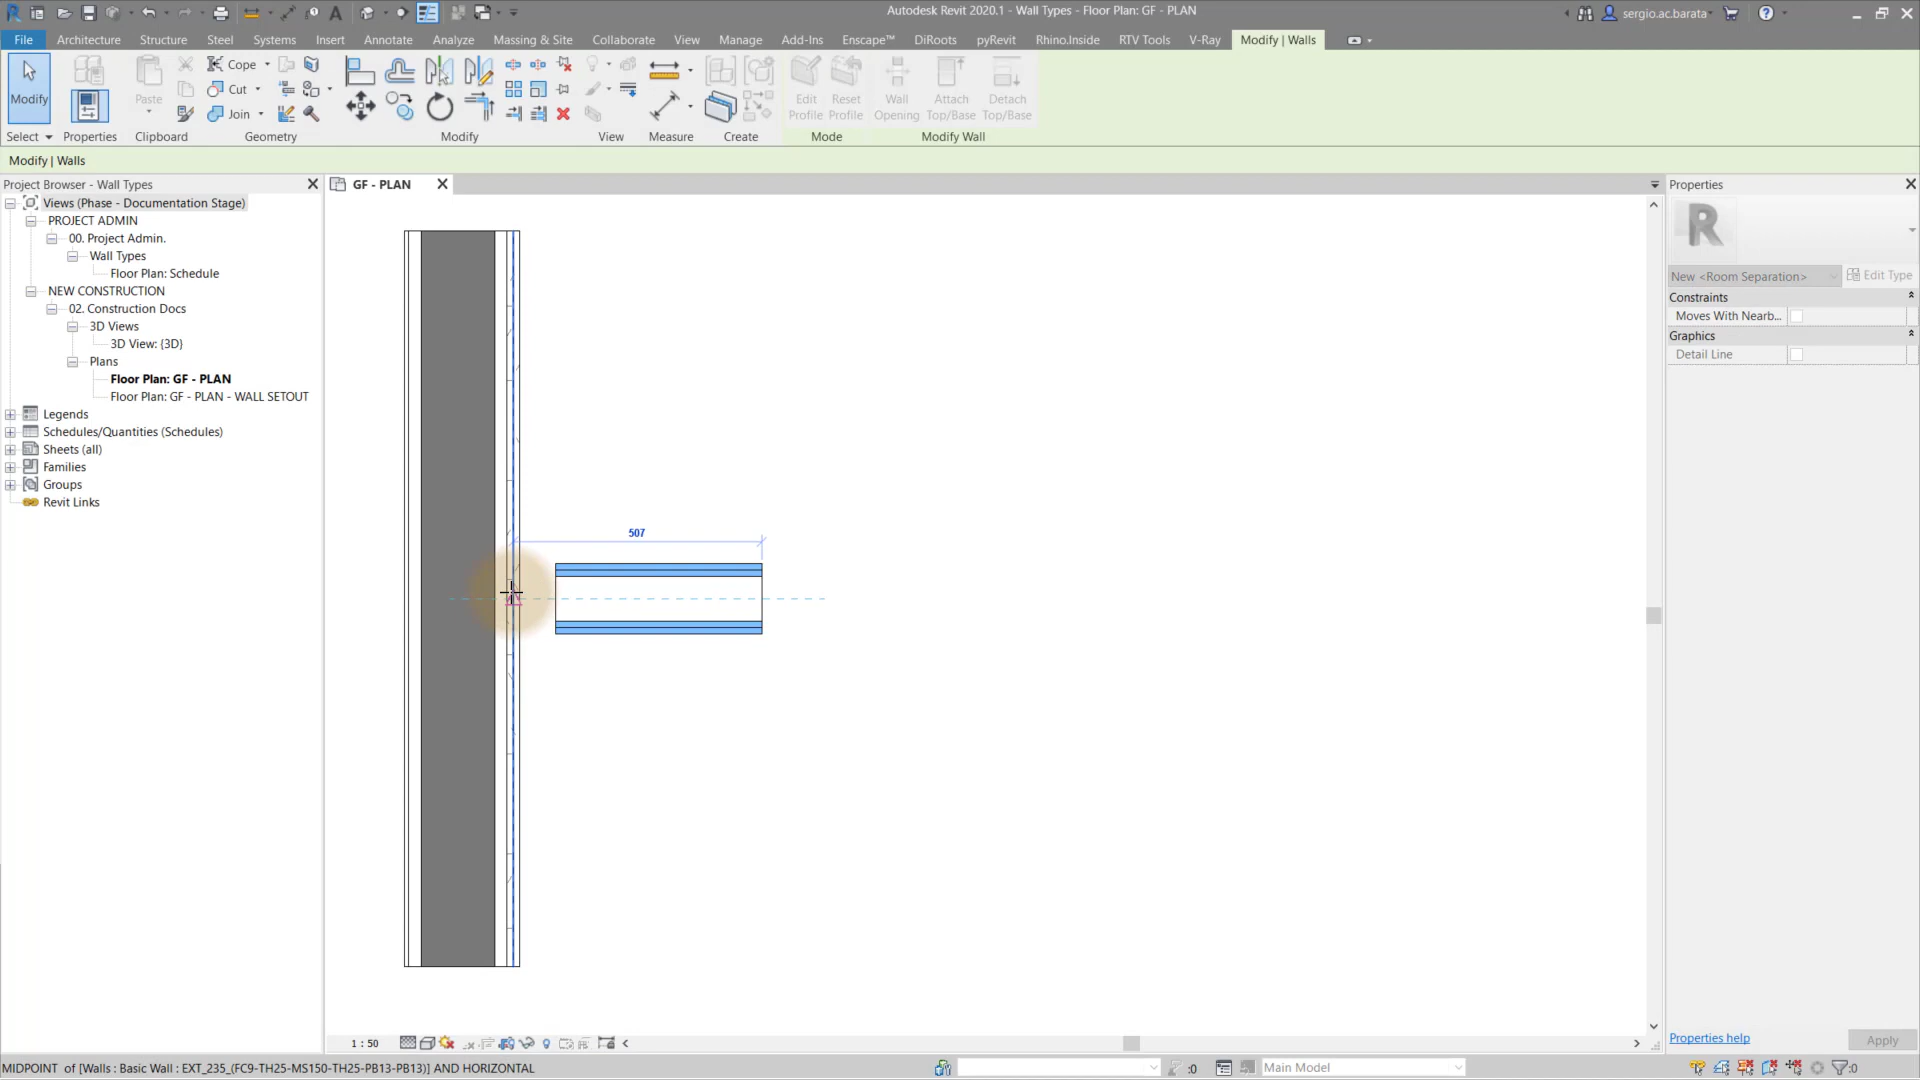 Autodesk Revit 2020.1 - Wall Types - Floor Plan: GF - PLAN
sergio.ac.barata
File Architecture Structure Steel Systems Insert Annotate Analyze Massing & Site Collaborate View Manage Add-Ins Enscape™ DiRoots pyRevit Rhino.Inside RTV Tools V-Ray Modify | Walls
Modify
Paste
Cope
Cut
Join
Edit Profile
Reset Profile
Wall Opening
Attach Top/Base
Detach Top/Base
Select Properties Clipboard Geometry Modify View Measure Create Mode Modify Wall
Modify | Walls
Project Browser - Wall Types
Views (Phase - Documentation Stage)
PROJECT ADMIN
00. Project Admin.
Wall Types
Floor Plan: Schedule
NEW CONSTRUCTION
02. Construction Docs
3D Views
3D View: {3D}
Plans
Floor Plan: GF - PLAN
Floor Plan: GF - PLAN - WALL SETOUT
Legends
Schedules/Quantities (Schedules)
Sheets (all)
Families
Groups
Revit Links
GF - PLAN
507
Properties
New <Room Separation>
Edit Type
Constraints
Moves With Nearb...
Graphics
Detail Line
Properties help
Apply
1 : 50
MIDPOINT of [Walls : Basic Wall : EXT_235_(FC9-TH25-MS150-TH25-PB13-PB13)] AND HORIZONTAL
:0
Main Model
:0